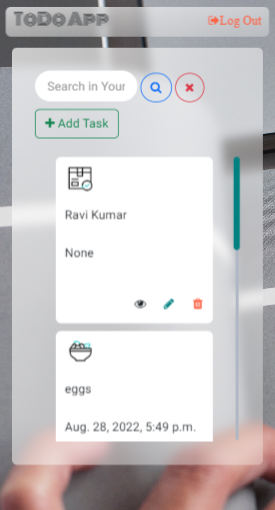 ToDo App
Log Out
Search in Your
+ Add Task
Ravi Kumar
None
eggs
Aug. 28, 2022, 5:49 p.m.